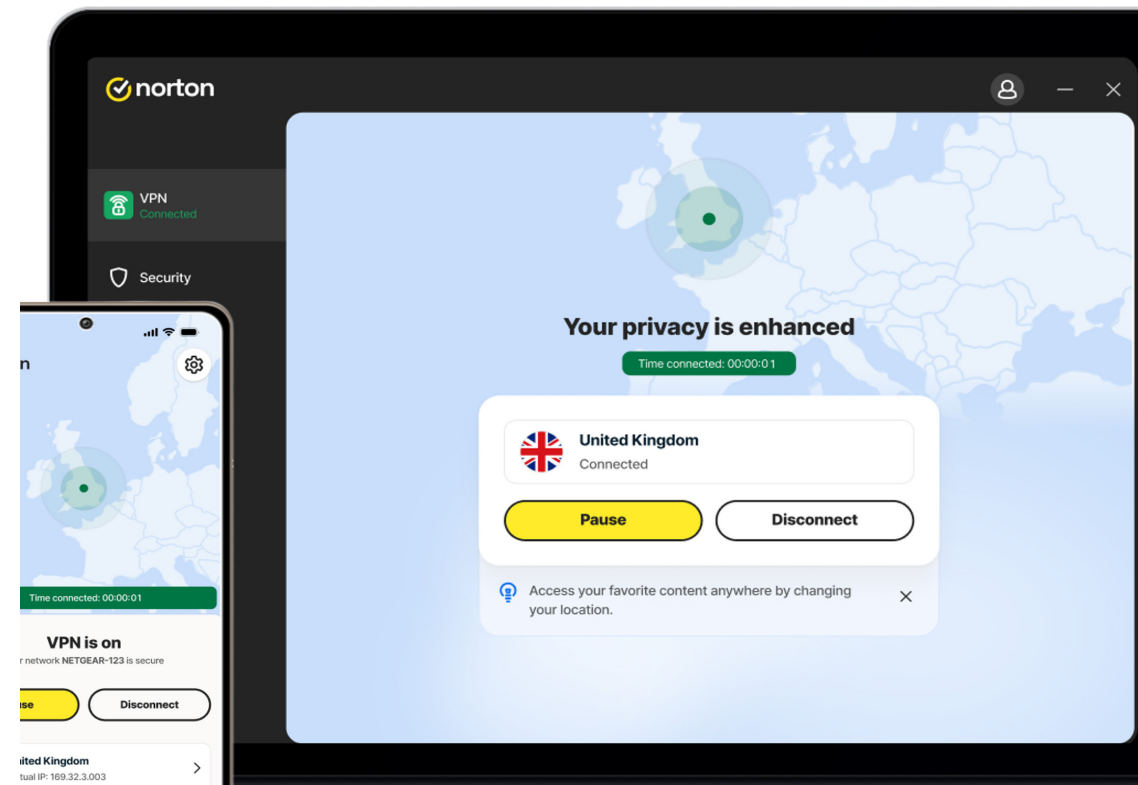 norton
VPN
Connected
Security
Your privacy is enhanced
Time connected: 00:00:01
United Kingdom
Connected
Pause
Disconnect
Access your favorite content anywhere by changing
your location.
n
Time connected: 00:00:01
VPN is on
r network NETGEAR-123 is secure
use
Disconnect
ited Kingdom
tual IP: 169.32.3.003